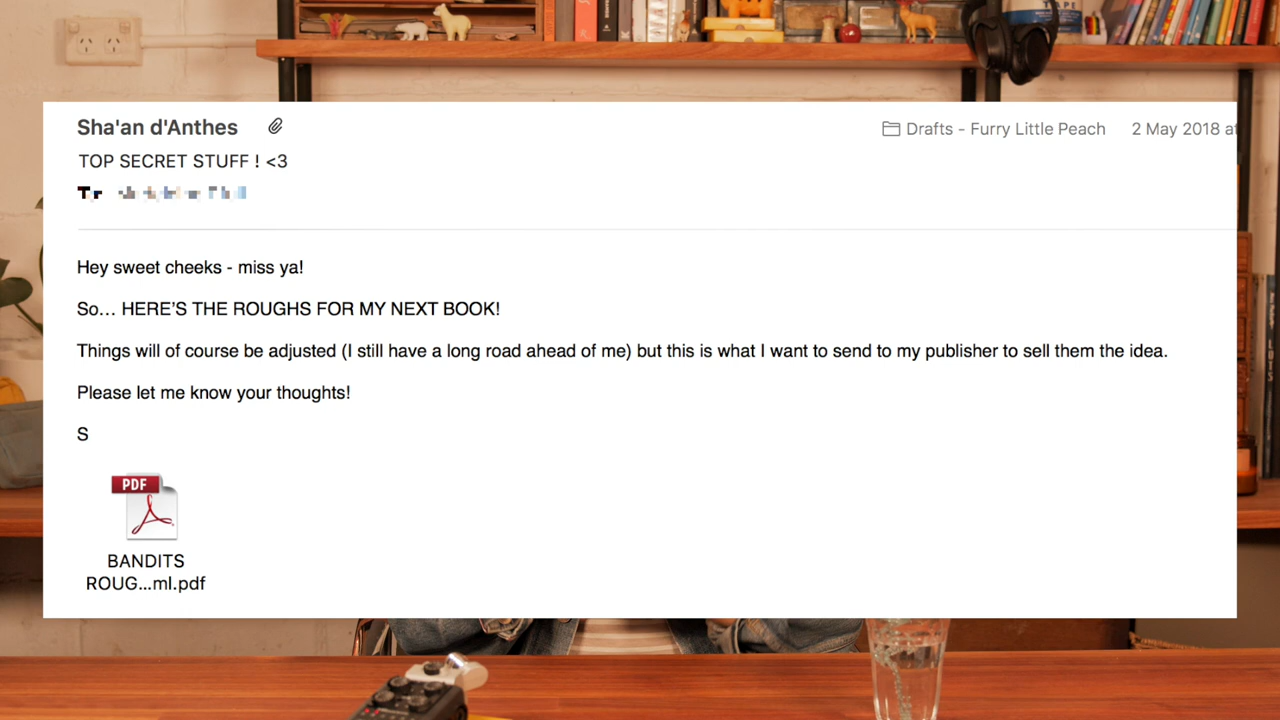 Sha'an d'Anthes
Drafts - Furry Little Peach 2 May 2018 at
TOP SECRET STUFF ! <3
Hey sweet cheeks - miss ya!
So… HERE'S THE ROUGHS FOR MY NEXT BOOK!
Things will of course be adjusted (I still have a long road ahead of me) but this is what I want to send to my publisher to sell them the idea.
Please let me know your thoughts!
S
PDF
BANDITS
ROUG...ml.pdf
TAPE